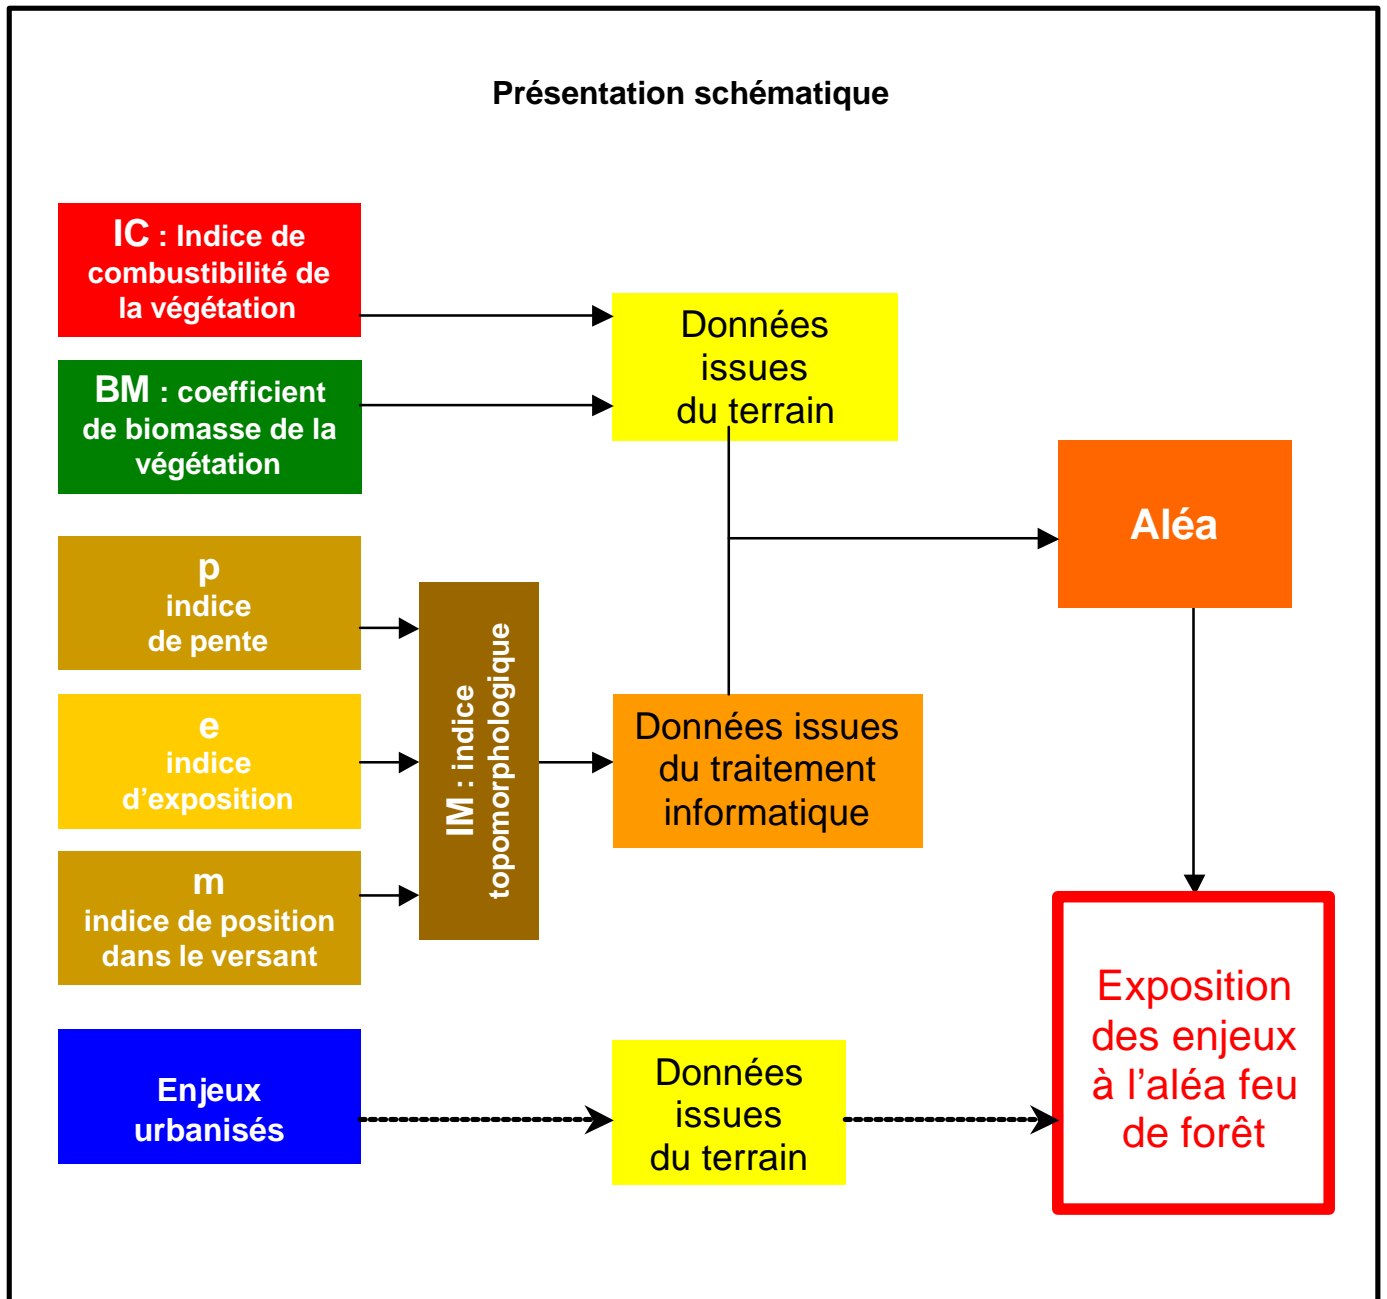 Présentation schématique
IC : Indice de
combustibilité de
la végétation
BM : coefficient
de biomasse de la
végétation
Données
issues
du terrain
Aléa
p
indice
de pente
e
indice
d’exposition
m
indice de position
dans le versant
IM : indice
topomorphologique
Données issues
du traitement
informatique
Enjeux
urbanisés
Données
issues
du terrain
Exposition
des enjeux
à l’aléa feu
de forêt